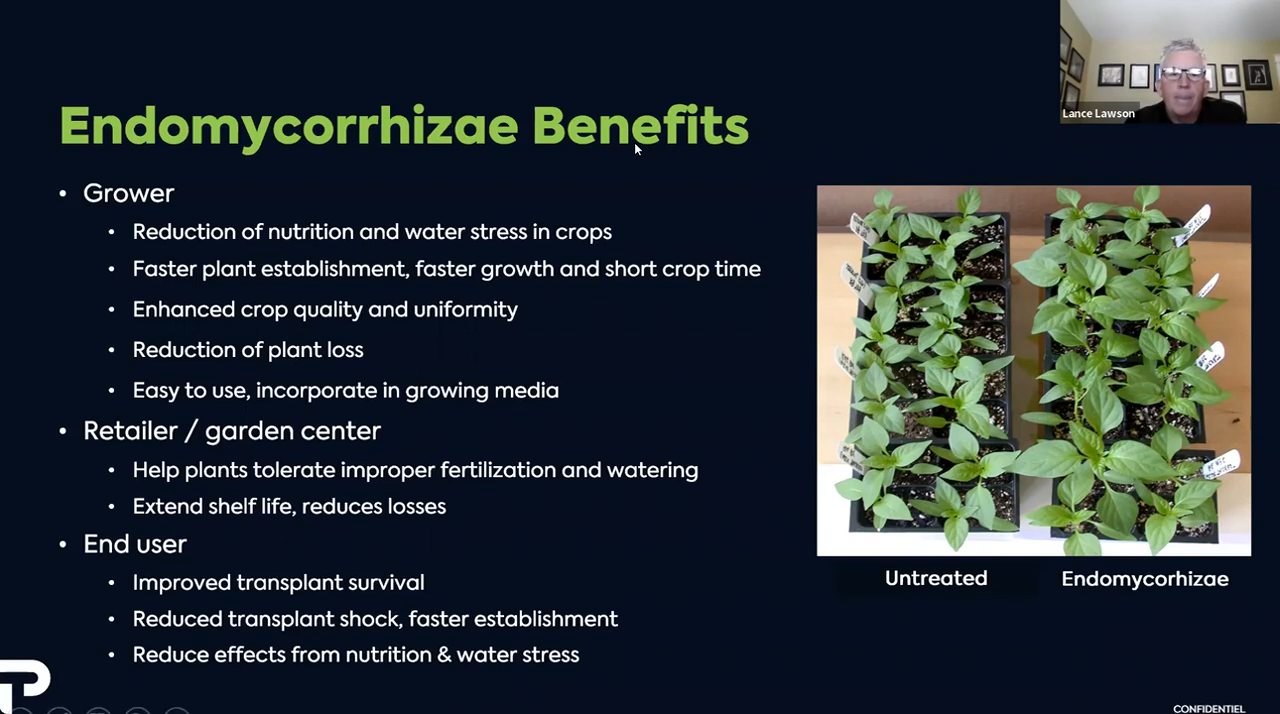 Lance Lawson
Endomycorrhizae Benefits
• Grower
• Reduction of nutrition and water stress in crops
• Faster plant establishment, faster growth and short crop time
• Enhanced crop quality and uniformity
• Reduction of plant loss
• Easy to use, incorporate in growing media
• Retailer / garden center
• Help plants tolerate improper fertilization and watering
• Extend shelf life, reduces losses
• End user
• Improved transplant survival
• Reduced transplant shock, faster establishment
• Reduce effects from nutrition & water stress
Untreated
Endomycorhizae
CONFIDENTIEL